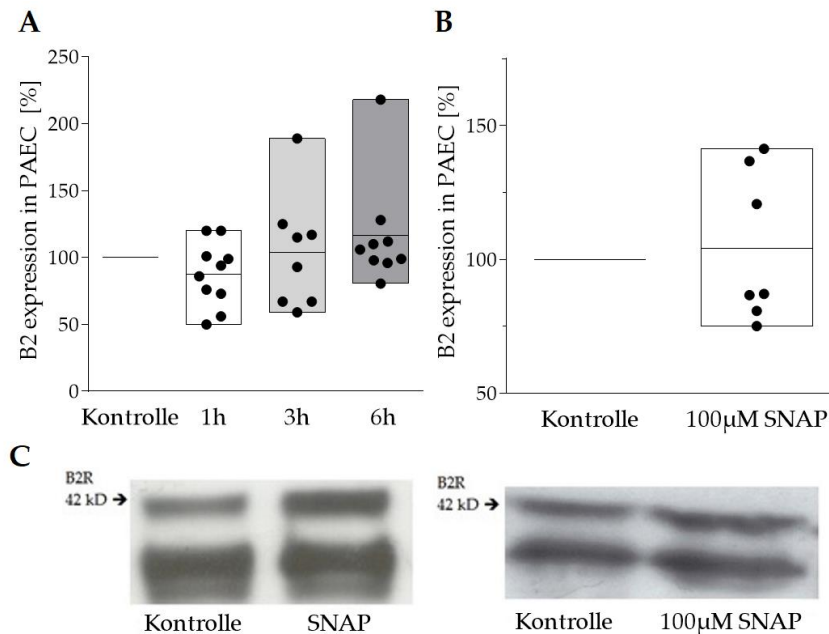 A
B2 expression in PAEC [%]
250
200
150
100
50
0
Kontrolle 1h 3h 6h
B
B2 expression in PAEC [%]
150
100
50
Kontrolle 100µM SNAP
C
B2R
42 kD →
Kontrolle SNAP
B2R
42 kD →
Kontrolle 100µM SNAP